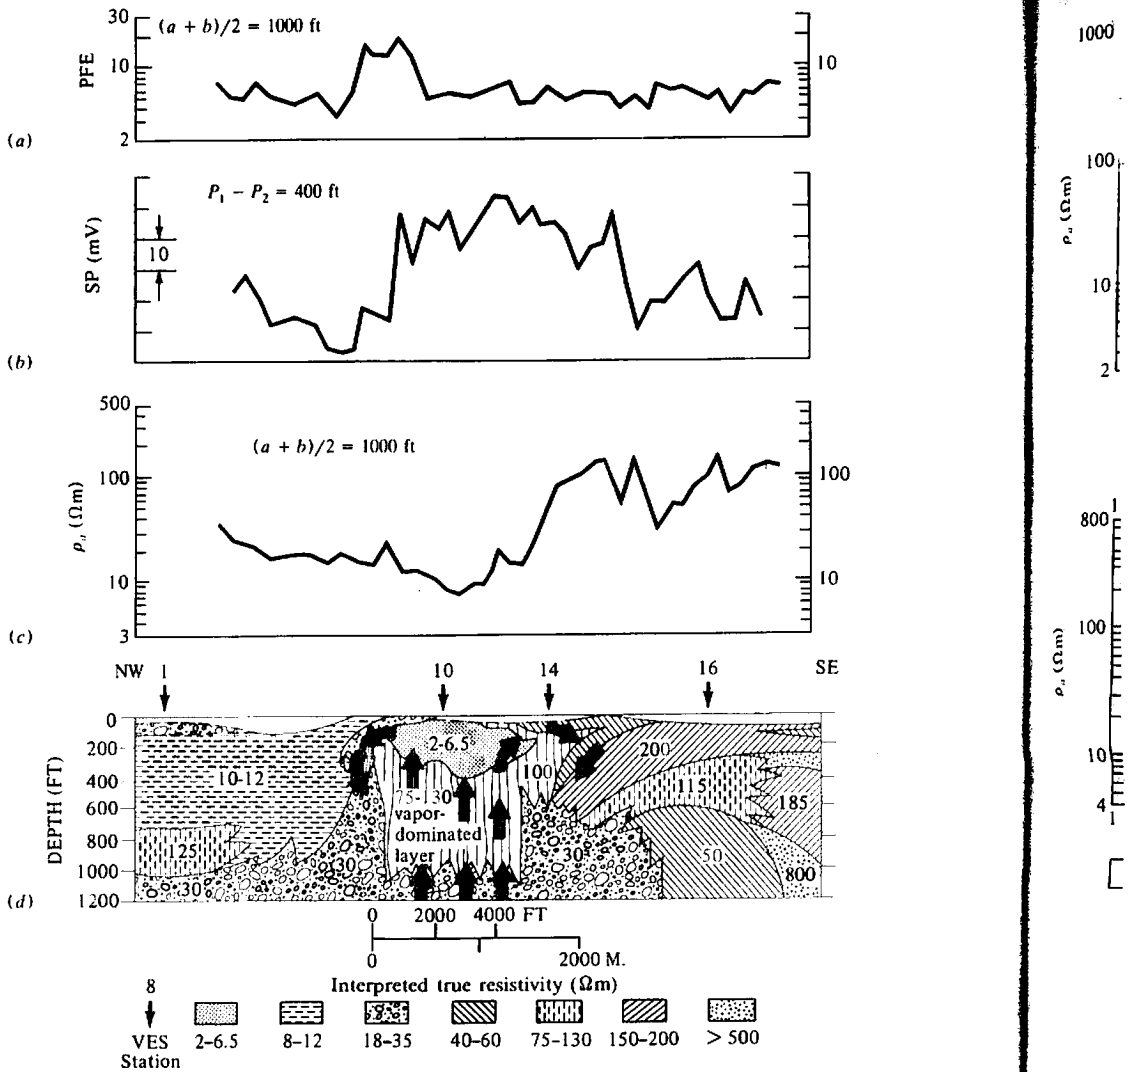 30
(a + b)/2 = 1000 ft
PFE
10
10
2
(a)
P₁ − P₂ = 400 ft
SP (mV)
10
(b)
500
(a + b)/2 = 1000 ft
100
100
ρₐ (Ωm)
10
10
3
(c)
NW 1 10 14 16 SE
0
200
400
600
800
1000
1200
DEPTH (FT)
(d)
10-12
2-6.5
200
100
115
185
75-130
vapor-
dominated
layer
25
30
30
30
50
800
0 2000 4000 FT
0 2000 M.
Interpreted true resistivity (Ωm)
8
VES
Station
2–6.5 8–12 18–35 40–60 75–130 150–200 > 500
1000
100
ρₐ (Ωm)
10
2
1
800
100
ρₐ (Ωm)
10
4
1